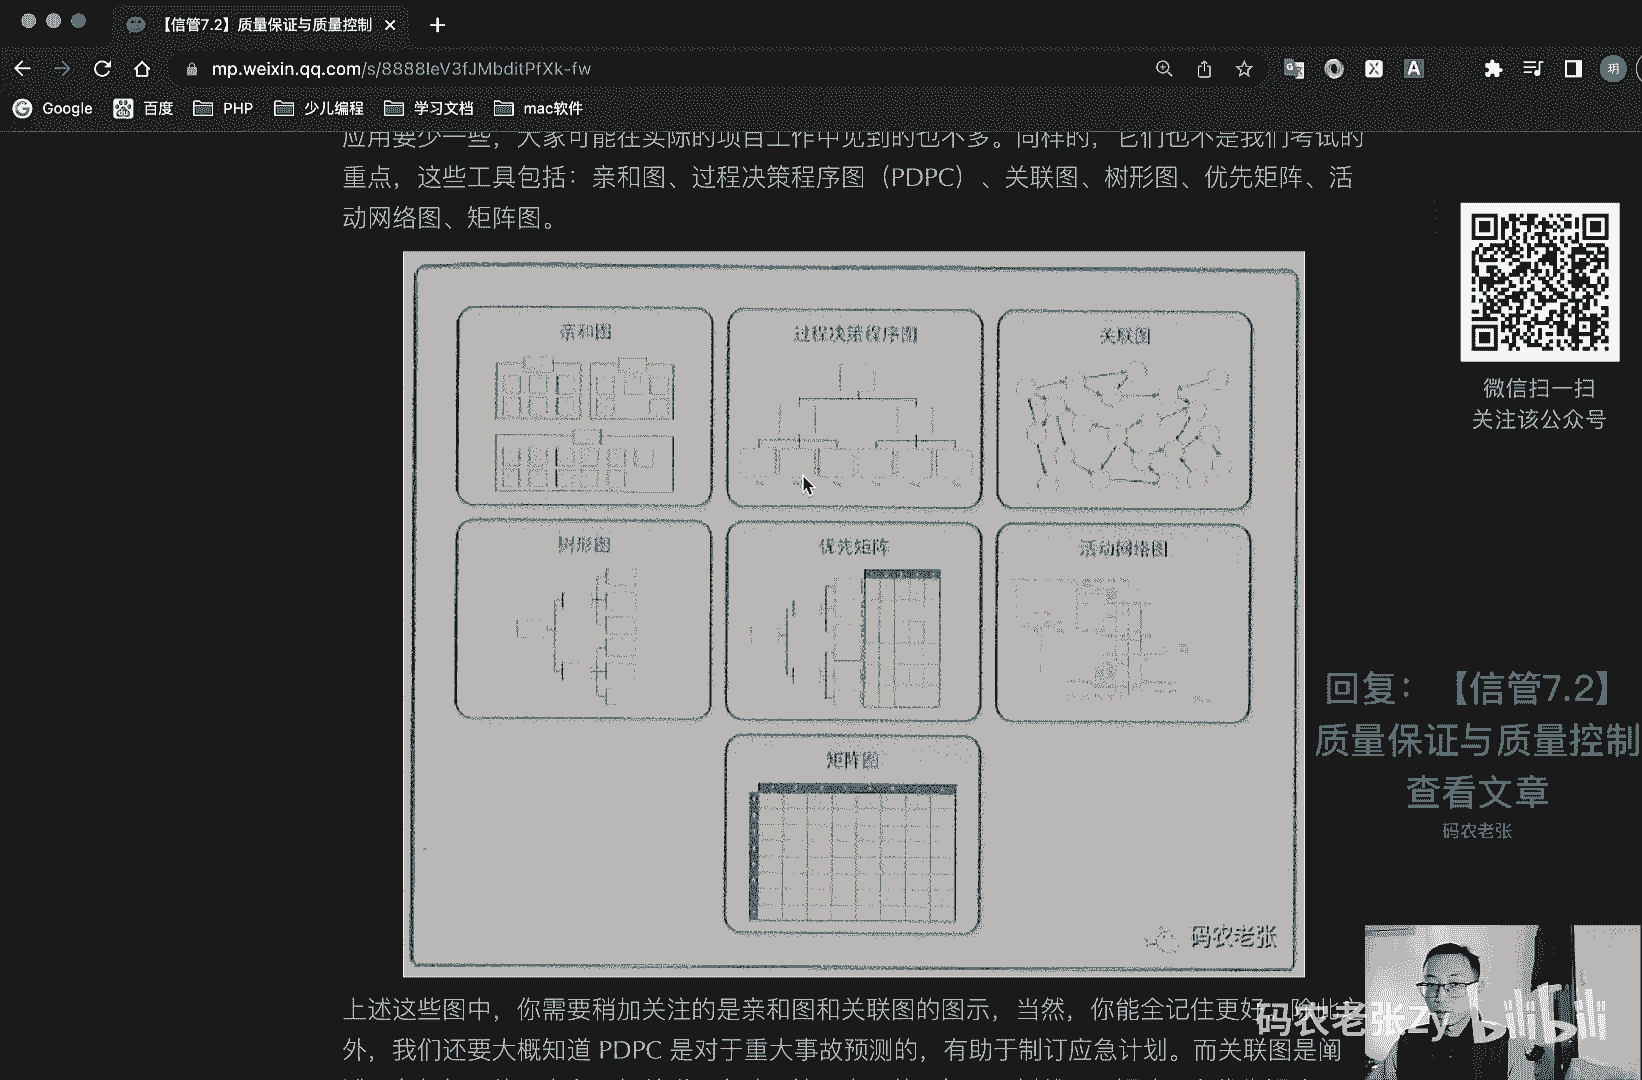 【信管7.2】质量保证与质量控制
mp.weixin.qq.com/s/8888IeV3fJMbditPfXk-fw
玥
Google 百度 PHP 少儿编程 学习文档 mac软件
应用要少一些，大家可能在实际的项目工作中见到的也不多。同样的，它们也不是我们考试的
重点，这些工具包括：亲和图、过程决策程序图（PDPC）、关联图、树形图、优先矩阵、活
动网络图、矩阵图。
亲和图
过程决策程序图
关联图
树形图
优先矩阵
活动网络图
矩阵图
码农老张
微信扫一扫
关注该公众号
回复：【信管7.2】
质量保证与质量控制
查看文章
码农老张
上述这些图中，你需要稍加关注的是亲和图和关联图的图示，当然，你能全记住更好。除此之
外，我们还要大概知道 PDPC 是对于重大事故预测的，有助于制订应急计划。而关联图是阐
码农老张Zy bilibili